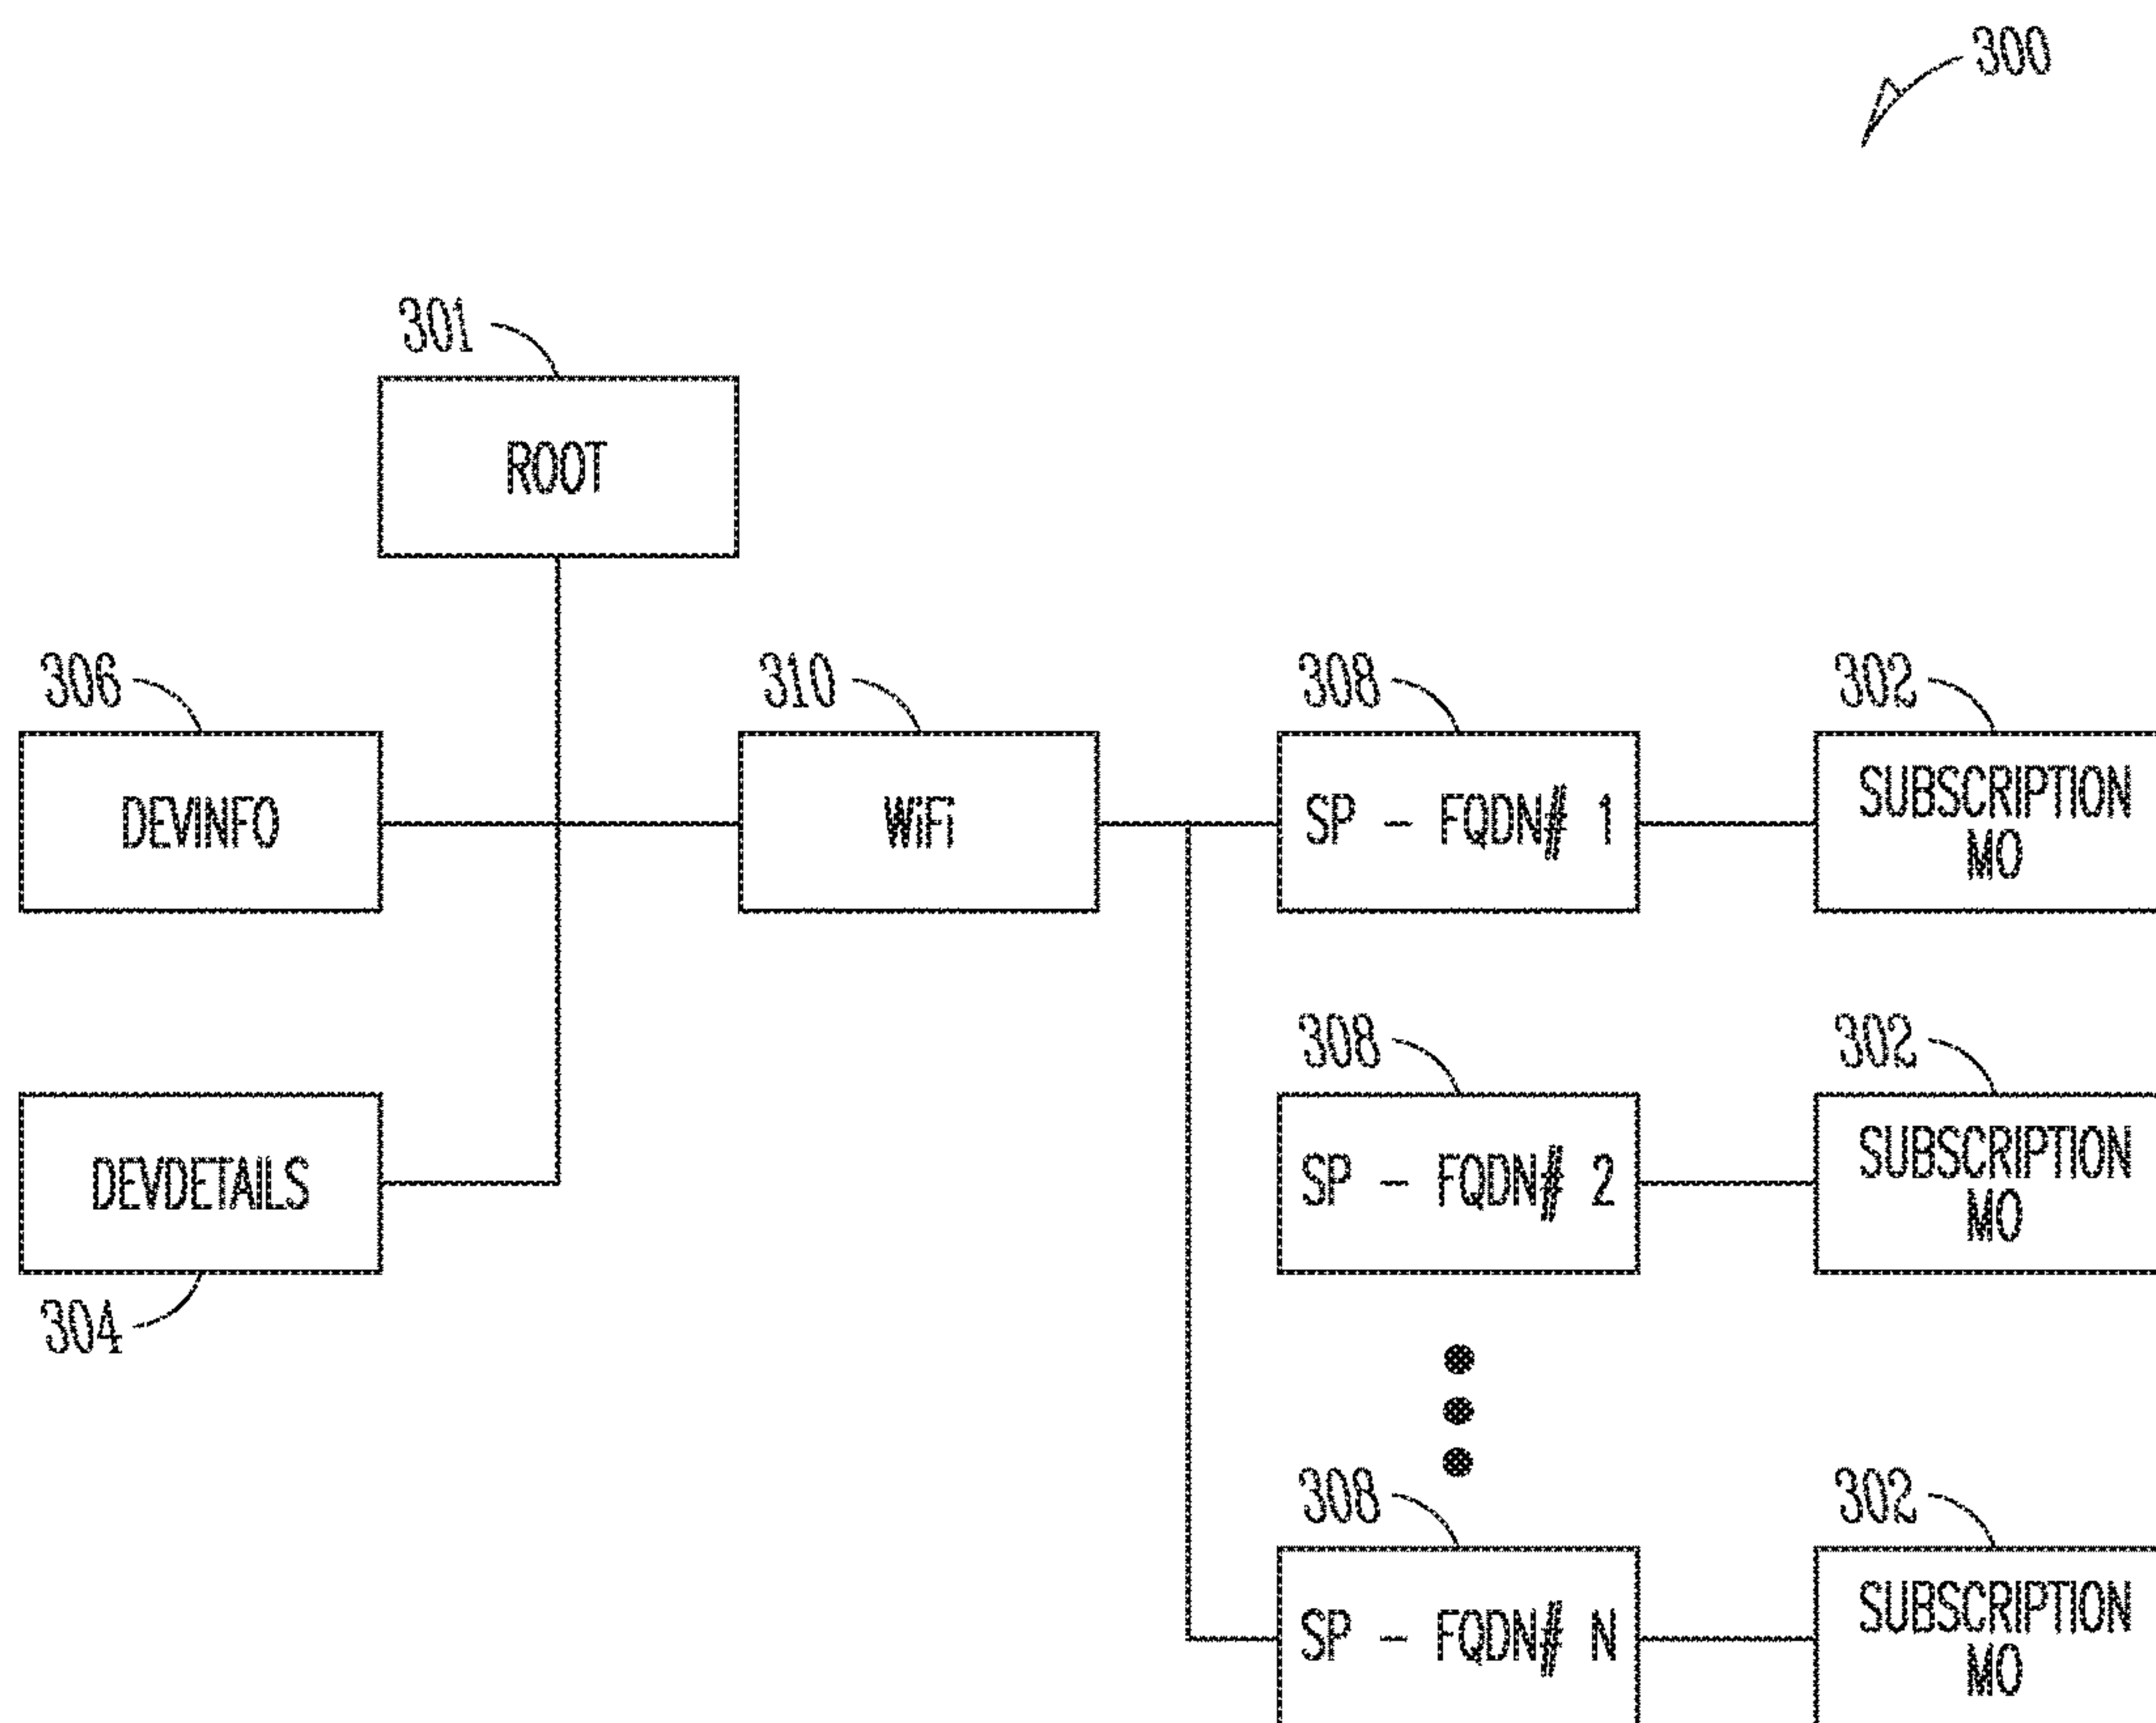 300
301
ROOT
306
310
308
302
DEVINFO
WiFi
SP - FQDN# 1
SUBSCRIPTION
MO
308
302
DEVDETAILS
SP - FQDN# 2
SUBSCRIPTION
MO
304
308
302
SP - FQDN# N
SUBSCRIPTION
MO